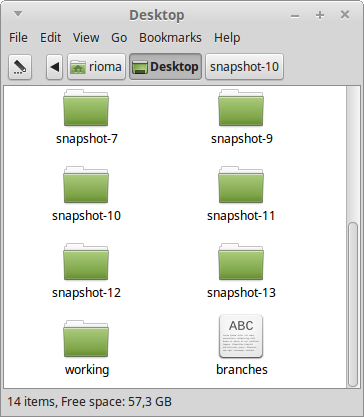 Desktop
File Edit View Go Bookmarks Help
rioma Desktop snapshot-10
snapshot-7 snapshot-9
snapshot-10 snapshot-11
snapshot-12 snapshot-13
ABC
working branches
14 items, Free space: 57,3 GB